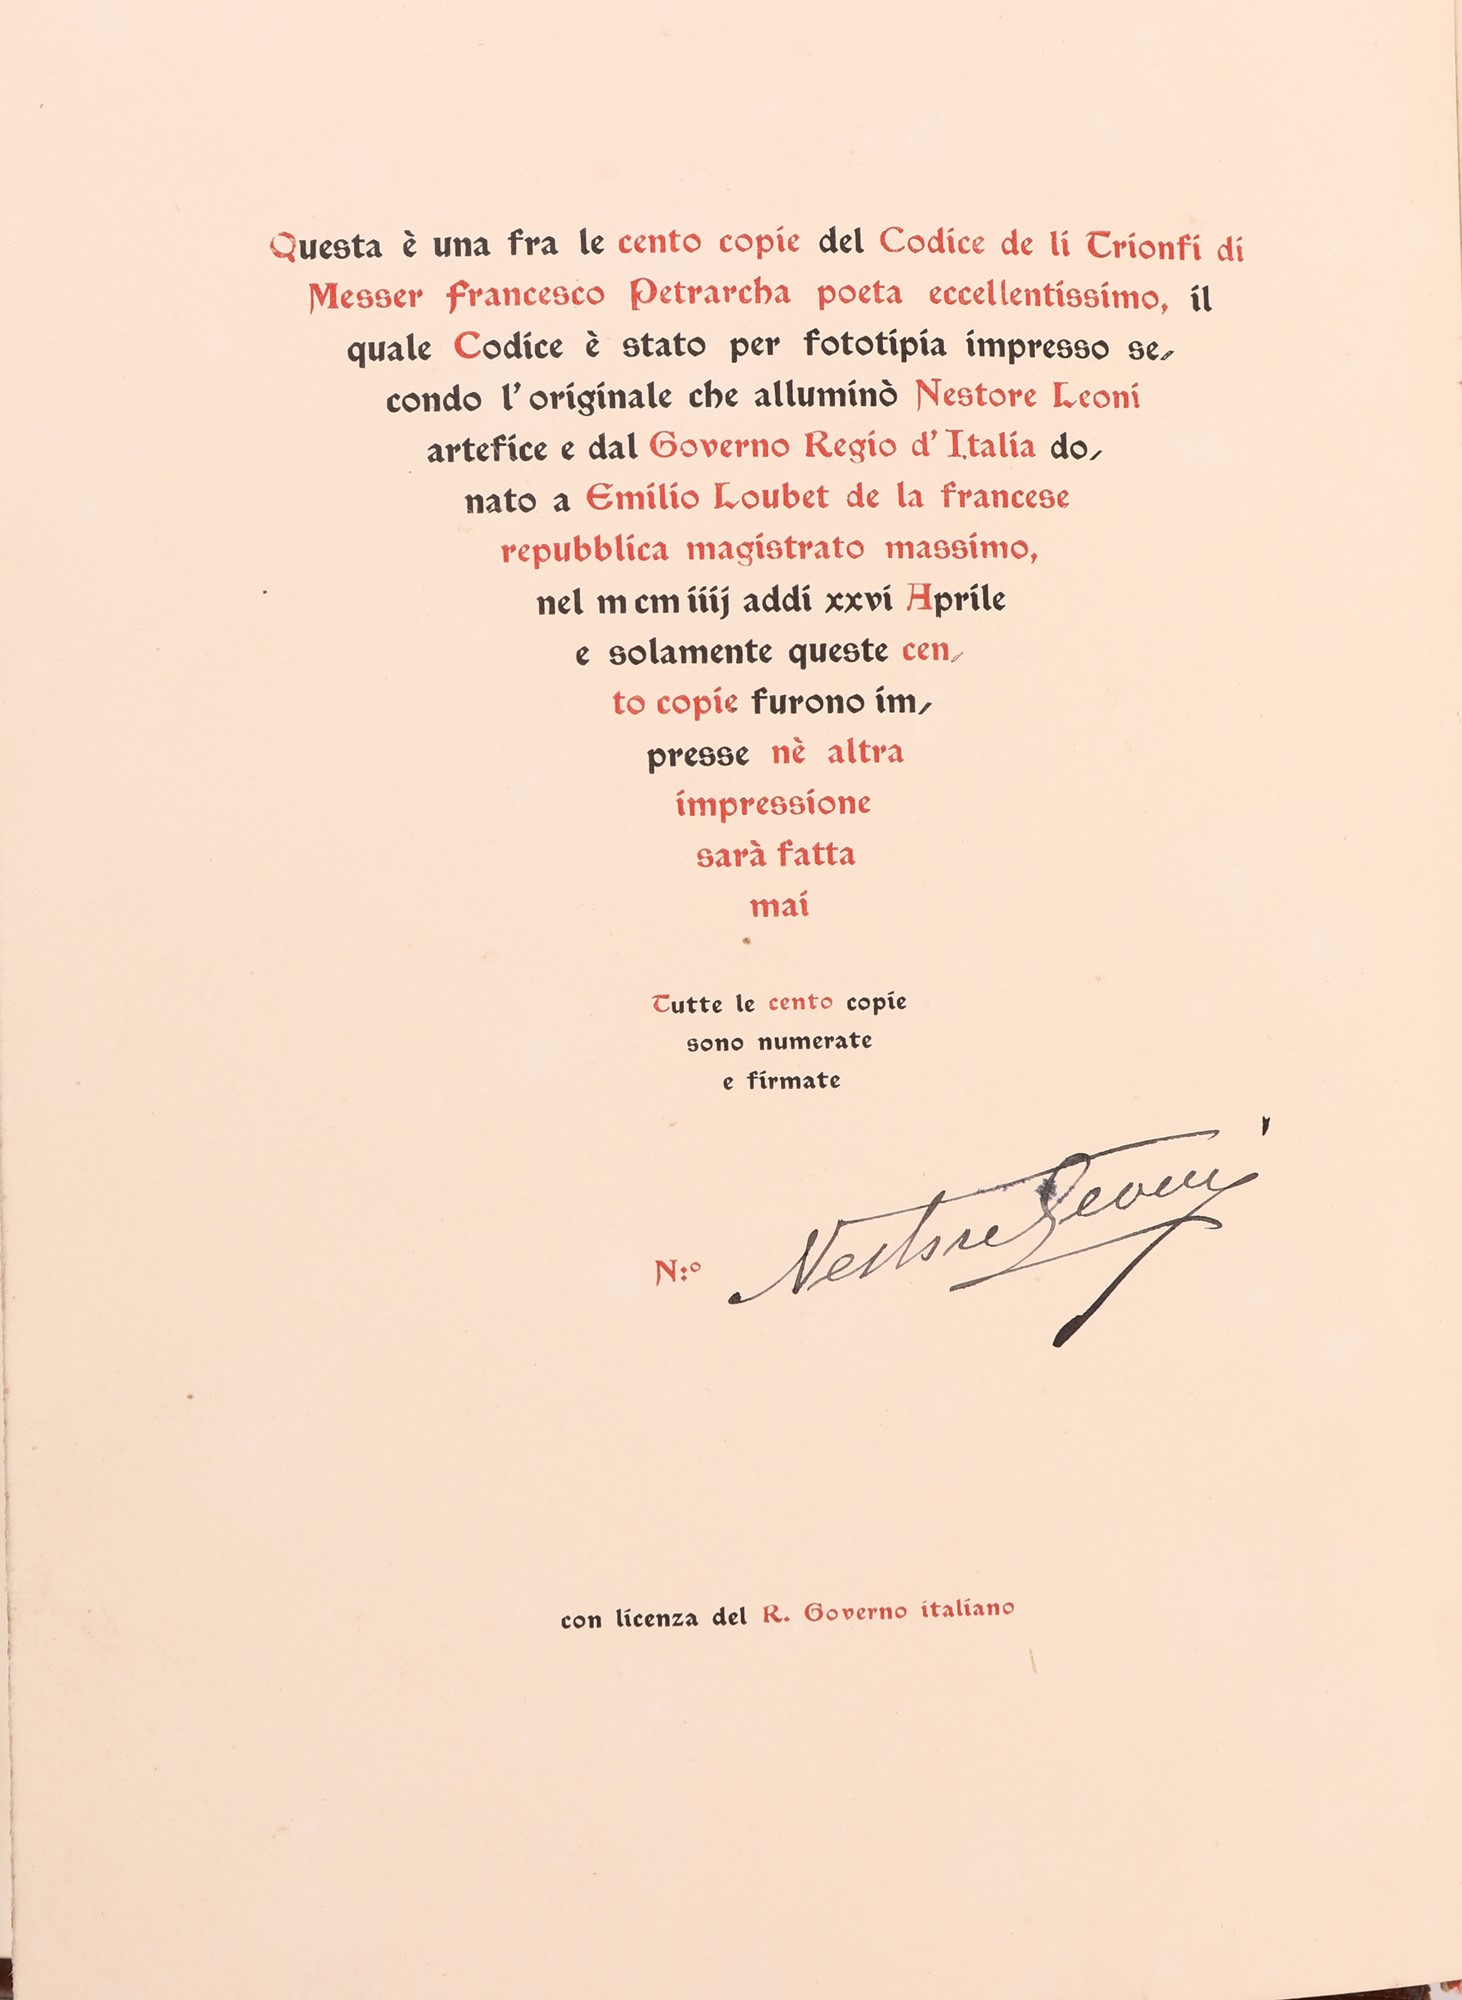 Questa è una fra le cento copie del Codice de li Trionfi di
Messer Francesco Petrarcha poeta eccellentissimo, il
quale Codice è stato per fototipia impresso se⸗
condo l'originale che alluminò Nestore Leoni
artefice e dal Governo Regio d'Italia do⸗
nato a Emilio Loubet de la francese
repubblica magistrato massimo,
nel mcmiiij addi xxvi Aprile
e solamente queste cen⸗
to copie furono im⸗
presse nè altra
impressione
sarà fatta
mai
Tutte le cento copie
sono numerate
e firmate
N:º Nestore Leoni
con licenza del R. Governo italiano